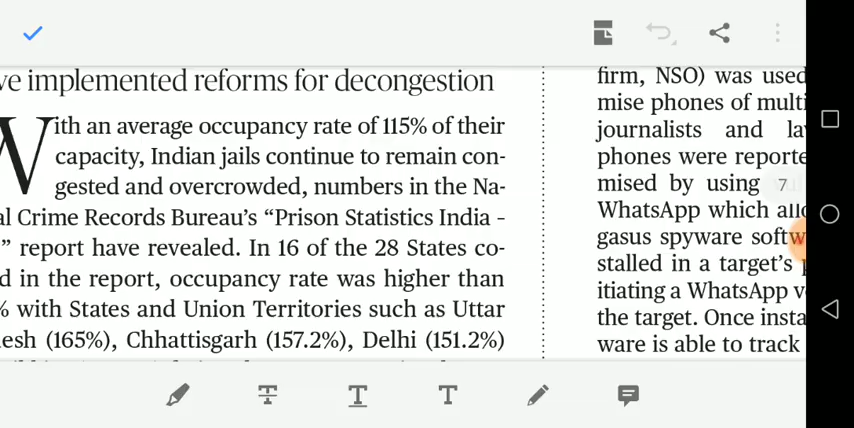 ve implemented reforms for decongestion
With an average occupancy rate of 115% of their
capacity, Indian jails continue to remain con-
gested and overcrowded, numbers in the Na-
al Crime Records Bureau's “Prison Statistics India -
” report have revealed. In 16 of the 28 States co-
d in the report, occupancy rate was higher than
% with States and Union Territories such as Uttar
esh (165%), Chhattisgarh (157.2%), Delhi (151.2%)
firm, NSO) was used
mise phones of multi
journalists and la
phones were reporte
mised by using
7
WhatsApp which allo
gasus spyware softw
stalled in a target's p
itiating a WhatsApp v
the target. Once insta
ware is able to track
T
T
T